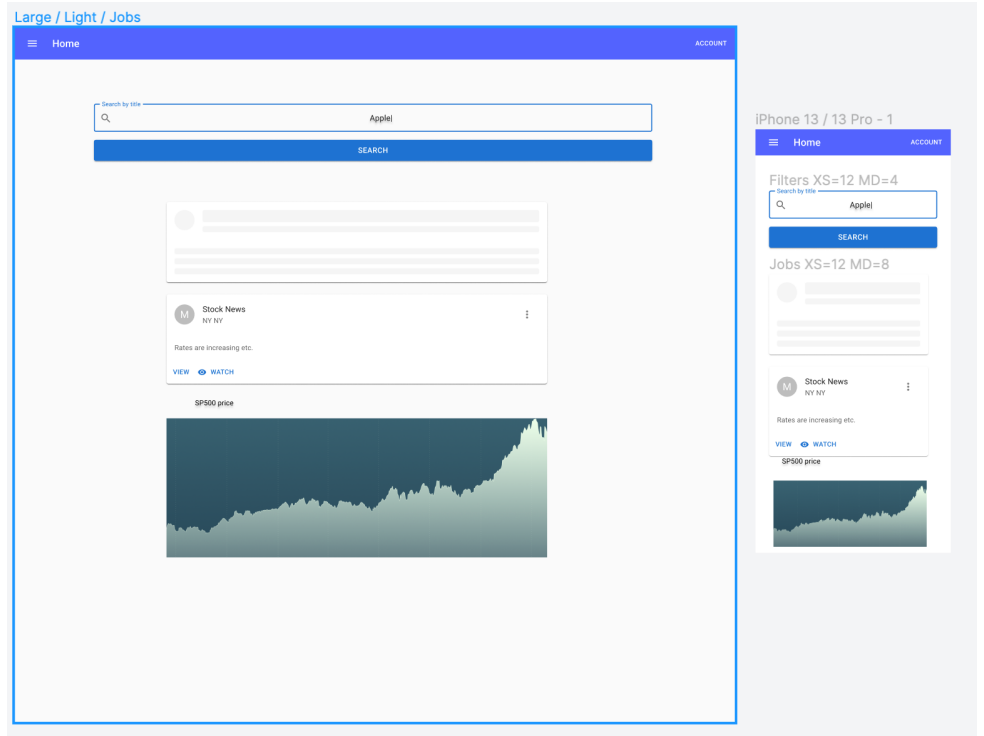 Large / Light / Jobs
Home
ACCOUNT
Search by title
Apple
SEARCH
M
Stock News
NY NY
Rates are increasing etc.
VIEW
WATCH
SP500 price
iPhone 13 / 13 Pro - 1
Home
ACCOUNT
Filters XS=12 MD=4
Search by title
Apple
SEARCH
Jobs XS=12 MD=8
M
Stock News
NY NY
Rates are increasing etc.
VIEW
WATCH
SP500 price